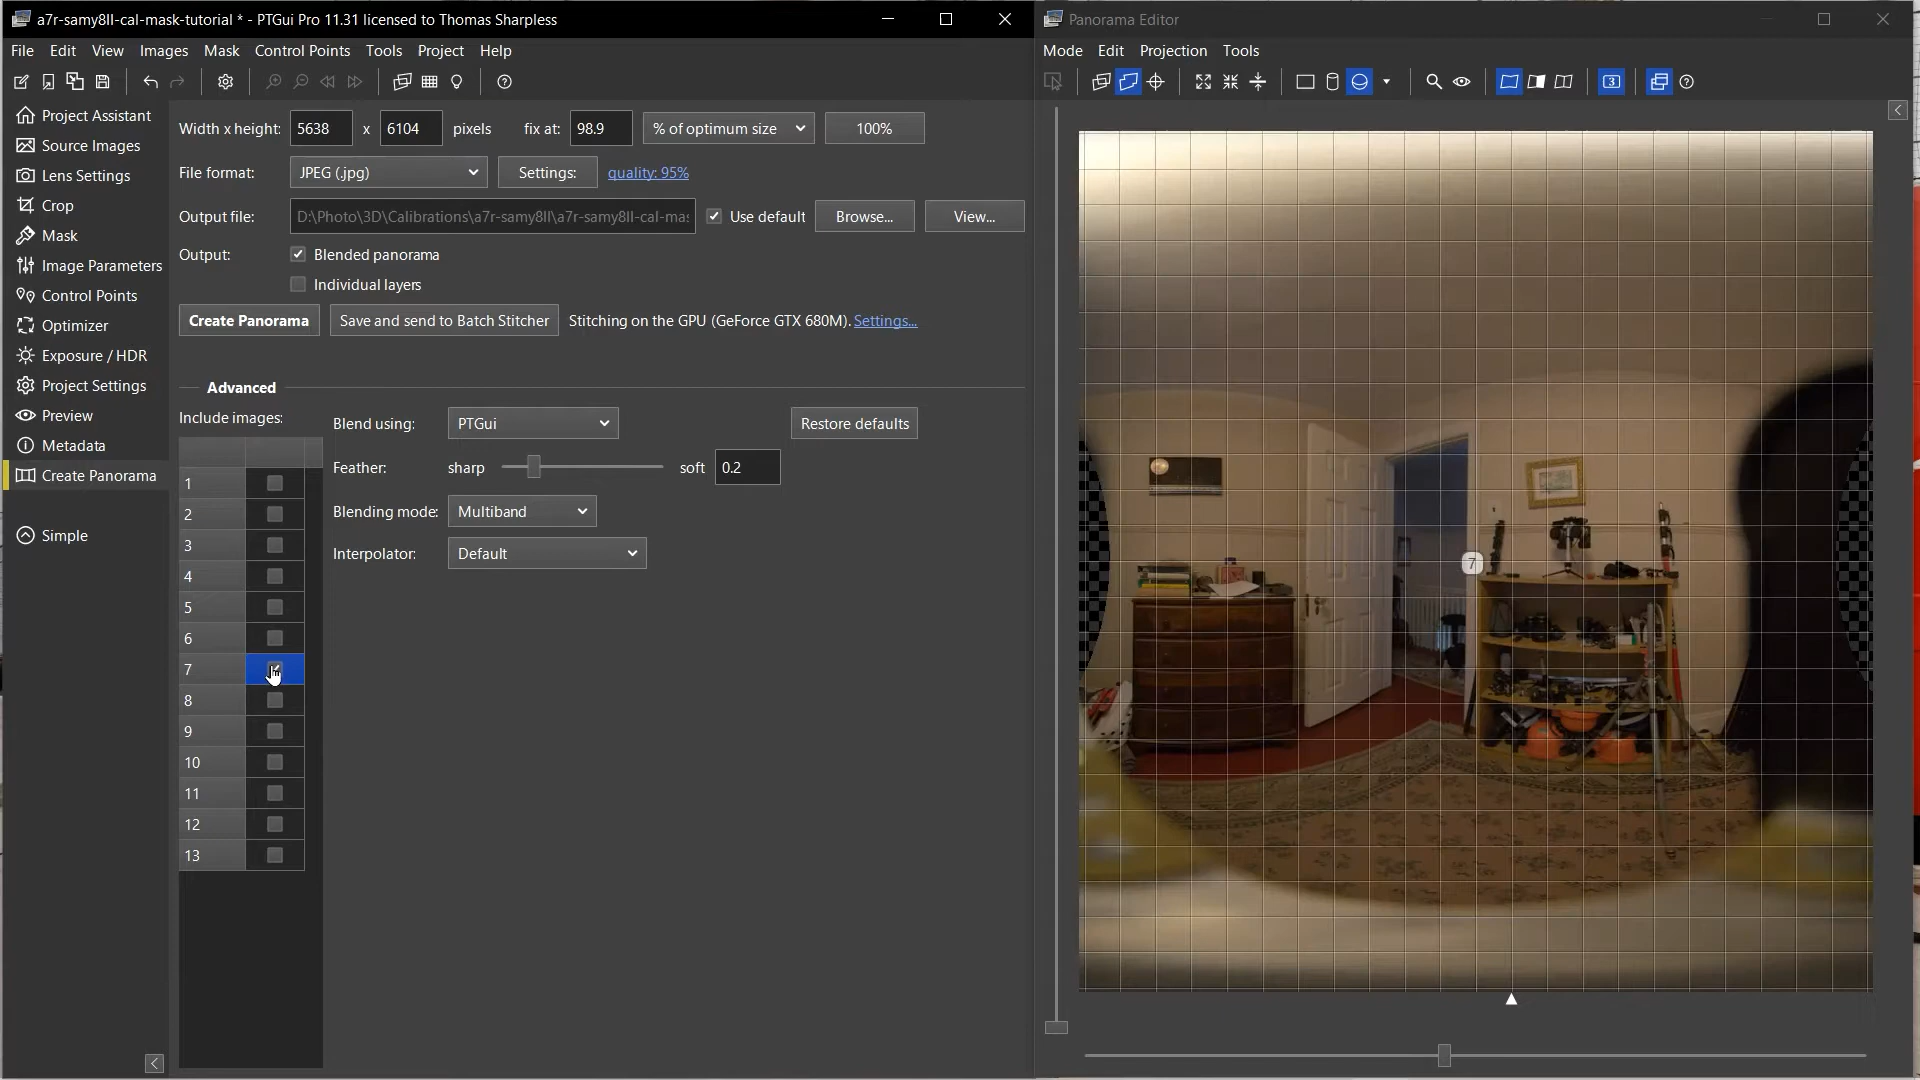 a7r-samy8II-cal-mask-tutorial * - PTGui Pro 11.31 licensed to Thomas Sharpless
Panorama Editor
File Edit View Images Mask Control Points Tools Project Help
Mode Edit Projection Tools
3
Project Assistant
Source Images
Lens Settings
Crop
Mask
Image Parameters
Control Points
Optimizer
Exposure / HDR
Project Settings
Preview
Metadata
Create Panorama
Simple
Width x height: 5638 x 6104 pixels fix at: 98.9 % of optimum size 100%
File format: JPEG (.jpg) Settings: quality: 95%
Output file: D:\Photo\3D\Calibrations\a7r-samy8II\a7r-samy8II-cal-mas Use default Browse... View...
Output: Blended panorama
Individual layers
Create Panorama Save and send to Batch Stitcher Stitching on the GPU (GeForce GTX 680M). Settings...
Advanced
Include images:
1
2
3
4
5
6
7
8
9
10
11
12
13
Blend using: PTGui Restore defaults
Feather: sharp soft 0.2
Blending mode: Multiband
Interpolator: Default
7